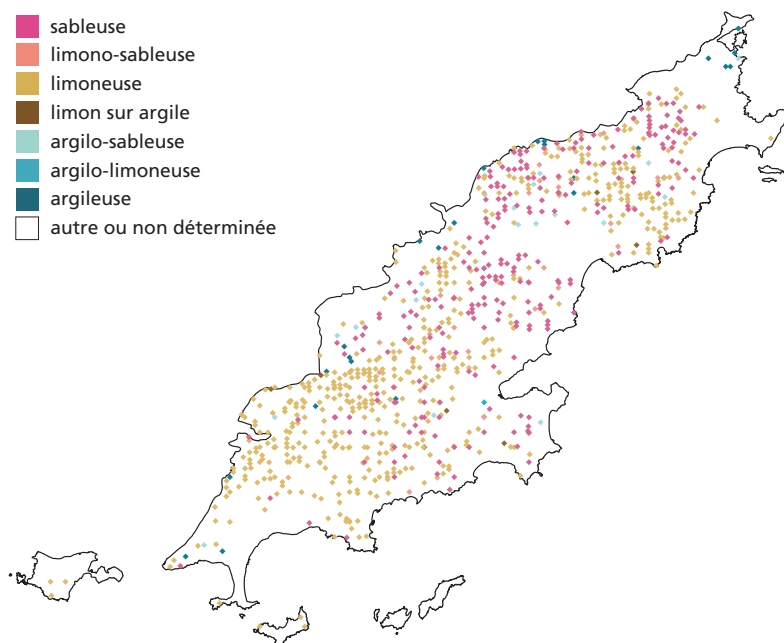 sableuse
limono-sableuse
limoneuse
limon sur argile
argilo-sableuse
argilo-limoneuse
argileuse
autre ou non déterminée